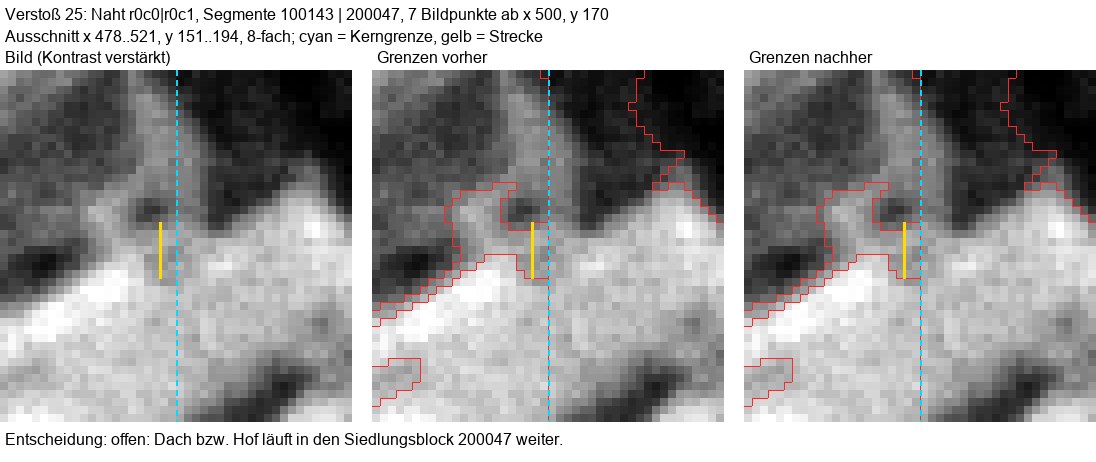 Verstoß 25: Naht r0c0|r0c1, Segmente 100143 | 200047, 7 Bildpunkte ab x 500, y 170
Ausschnitt x 478..521, y 151..194, 8-fach; cyan = Kerngrenze, gelb = Strecke
Bild (Kontrast verstärkt) Grenzen vorher Grenzen nachher
Entscheidung: offen: Dach bzw. Hof läuft in den Siedlungsblock 200047 weiter.